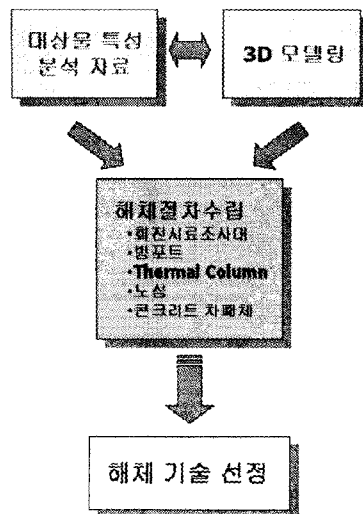 대상물 특성
분석 자료
3D 모델링
해체절차수립
•회전시료조사대
•빔포트
•Thermal Column
•노심
•콘크리트 차폐체
해체 기술 선정